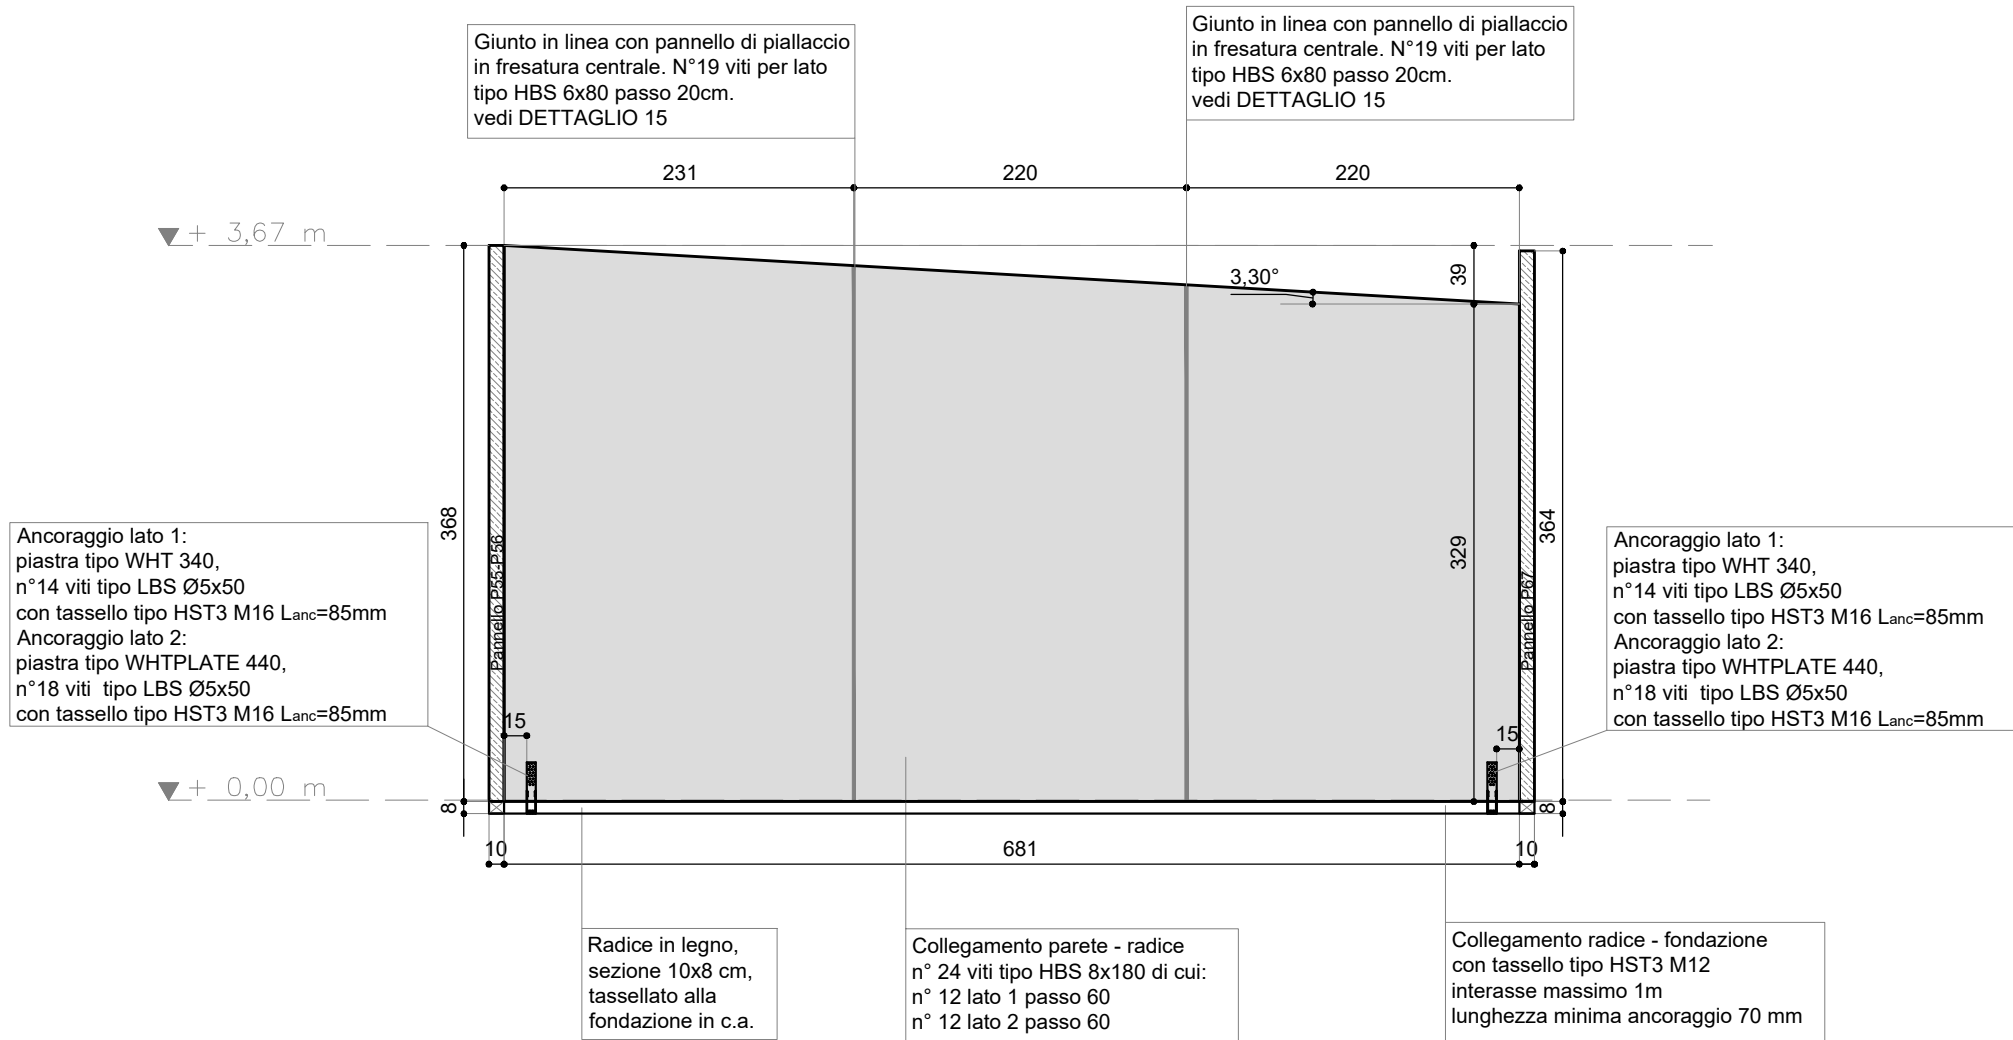 Giunto in linea con pannello di piallaccio
in fresatura centrale. N°19 viti per lato
tipo HBS 6x80 passo 20cm.
vedi DETTAGLIO 15
Giunto in linea con pannello di piallaccio
in fresatura centrale. N°19 viti per lato
tipo HBS 6x80 passo 20cm.
vedi DETTAGLIO 15
231
220
220
+ 3,67 m
39
3,30°
368
329
364
Pannello P55-P56
Pannello P67
Ancoraggio lato 1:
piastra tipo WHT 340,
n°14 viti tipo LBS Ø5x50
con tassello tipo HST3 M16 Lanc=85mm
Ancoraggio lato 2:
piastra tipo WHTPLATE 440,
n°18 viti  tipo LBS Ø5x50
con tassello tipo HST3 M16 Lanc=85mm
Ancoraggio lato 1:
piastra tipo WHT 340,
n°14 viti tipo LBS Ø5x50
con tassello tipo HST3 M16 Lanc=85mm
Ancoraggio lato 2:
piastra tipo WHTPLATE 440,
n°18 viti  tipo LBS Ø5x50
con tassello tipo HST3 M16 Lanc=85mm
15
15
+ 0,00 m
8
8
10
681
10
Radice in legno,
sezione 10x8 cm,
tassellato alla
fondazione in c.a.
Collegamento parete - radice
n° 24 viti tipo HBS 8x180 di cui:
n° 12 lato 1 passo 60
n° 12 lato 2 passo 60
Collegamento radice - fondazione
con tassello tipo HST3 M12
interasse massimo 1m
lunghezza minima ancoraggio 70 mm